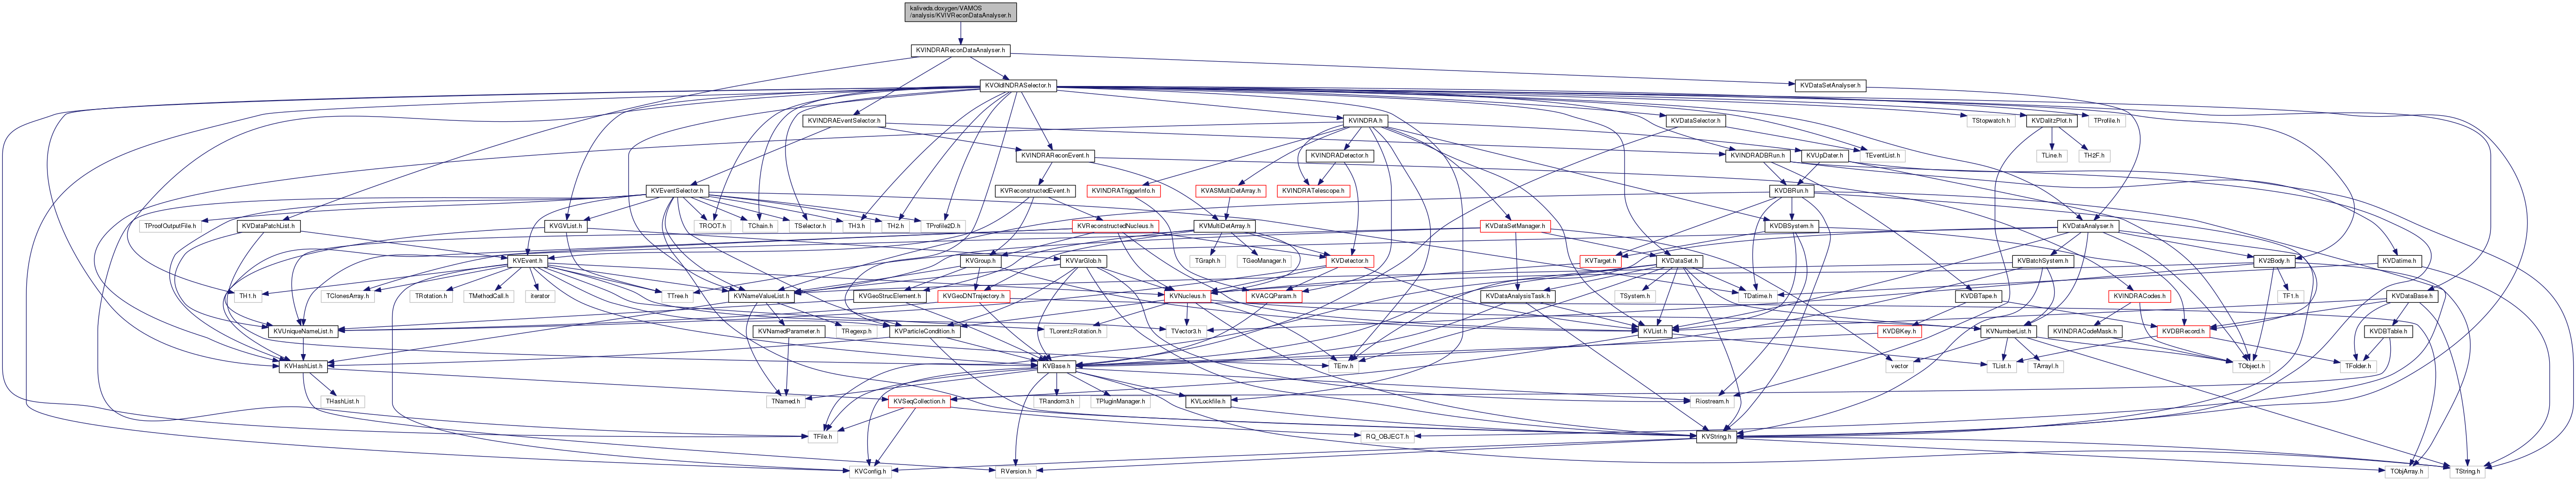 kaliveda.doxygen/VAMOS
/analysis/KVIVReconDataAnalyser.h
KVINDRAReconDataAnalyser.h
KVOldINDRASelector.h
KVDataSetAnalyser.h
KVINDRAEventSelector.h
KVINDRA.h
KVDataSelector.h
TStopwatch.h
KVDalitzPlot.h
TProfile.h
KVINDRAReconEvent.h
KVINDRADetector.h
KVINDRADBRun.h
KVUpDater.h
TEventList.h
TLine.h
TH2F.h
KVEventSelector.h
KVReconstructedEvent.h
KVINDRATriggerInfo.h
KVASMultiDetArray.h
KVINDRATelescope.h
KVDBRun.h
TProofOutputFile.h
KVDataPatchList.h
KVGVList.h
TROOT.h
TChain.h
TSelector.h
TH3.h
TH2.h
TProfile2D.h
KVReconstructedNucleus.h
KVMultiDetArray.h
KVDataSetManager.h
KVDBSystem.h
KVDataAnalyser.h
KVEvent.h
KVVarGlob.h
KVGroup.h
TGraph.h
TGeoManager.h
KVDetector.h
KVTarget.h
KVDataSet.h
KVBatchSystem.h
KV2Body.h
KVDatime.h
TH1.h
TClonesArray.h
TRotation.h
TMethodCall.h
iterator
TTree.h
KVNameValueList.h
KVGeoStrucElement.h
KVGeoDNTrajectory.h
KVNucleus.h
KVACQParam.h
KVDataAnalysisTask.h
TSystem.h
TDatime.h
KVDBTape.h
KVINDRACodes.h
TF1.h
KVDataBase.h
KVUniqueNameList.h
KVNamedParameter.h
TRegexp.h
KVParticleCondition.h
TLorentzRotation.h
TVector3.h
KVList.h
KVDBKey.h
KVNumberList.h
KVINDRACodeMask.h
KVDBRecord.h
KVDBTable.h
KVHashList.h
KVBase.h
TEnv.h
vector
TList.h
TArrayI.h
TObject.h
TFolder.h
THashList.h
TNamed.h
KVSeqCollection.h
TRandom3.h
TPluginManager.h
KVLockfile.h
Riostream.h
TFile.h
RQ_OBJECT.h
KVString.h
KVConfig.h
RVersion.h
TObjArray.h
TString.h